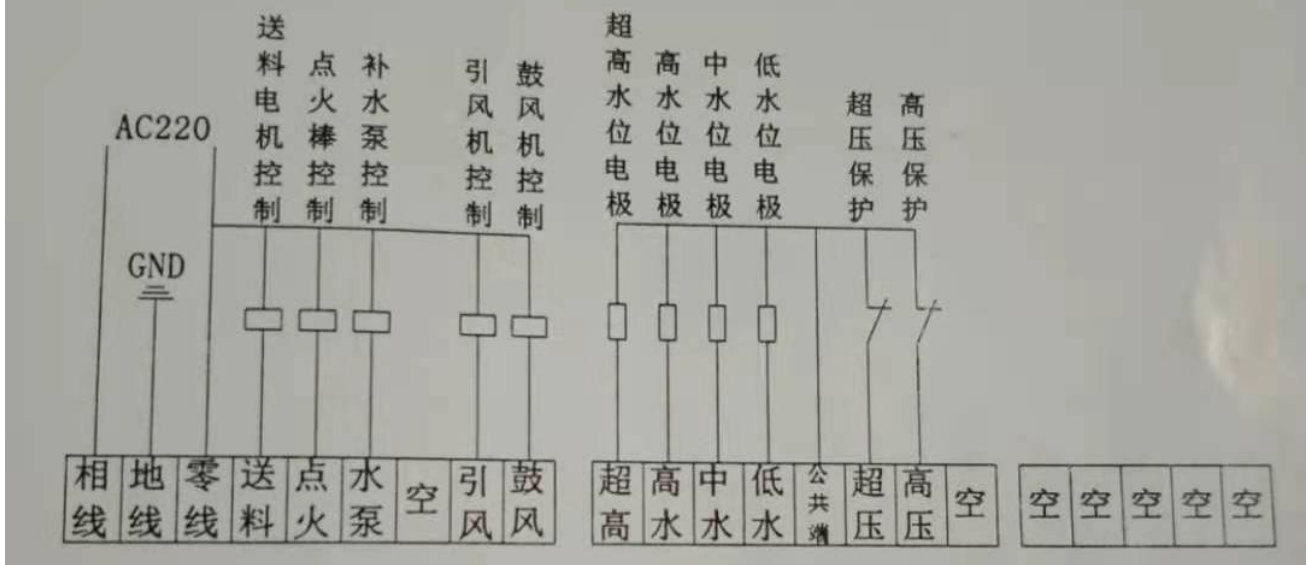 送料电机控制
点火棒控制
补水泵控制
引风机控制
鼓风机控制
超高水位电极
高水位电极
中水位电极
低水位电极
超压保护
高压保护
AC220
GND
相线
地线
零线
送料
点火
水泵
空
引风
鼓风
超高
高水
中水
低水
公共端
超压
高压
空
空
空
空
空
空